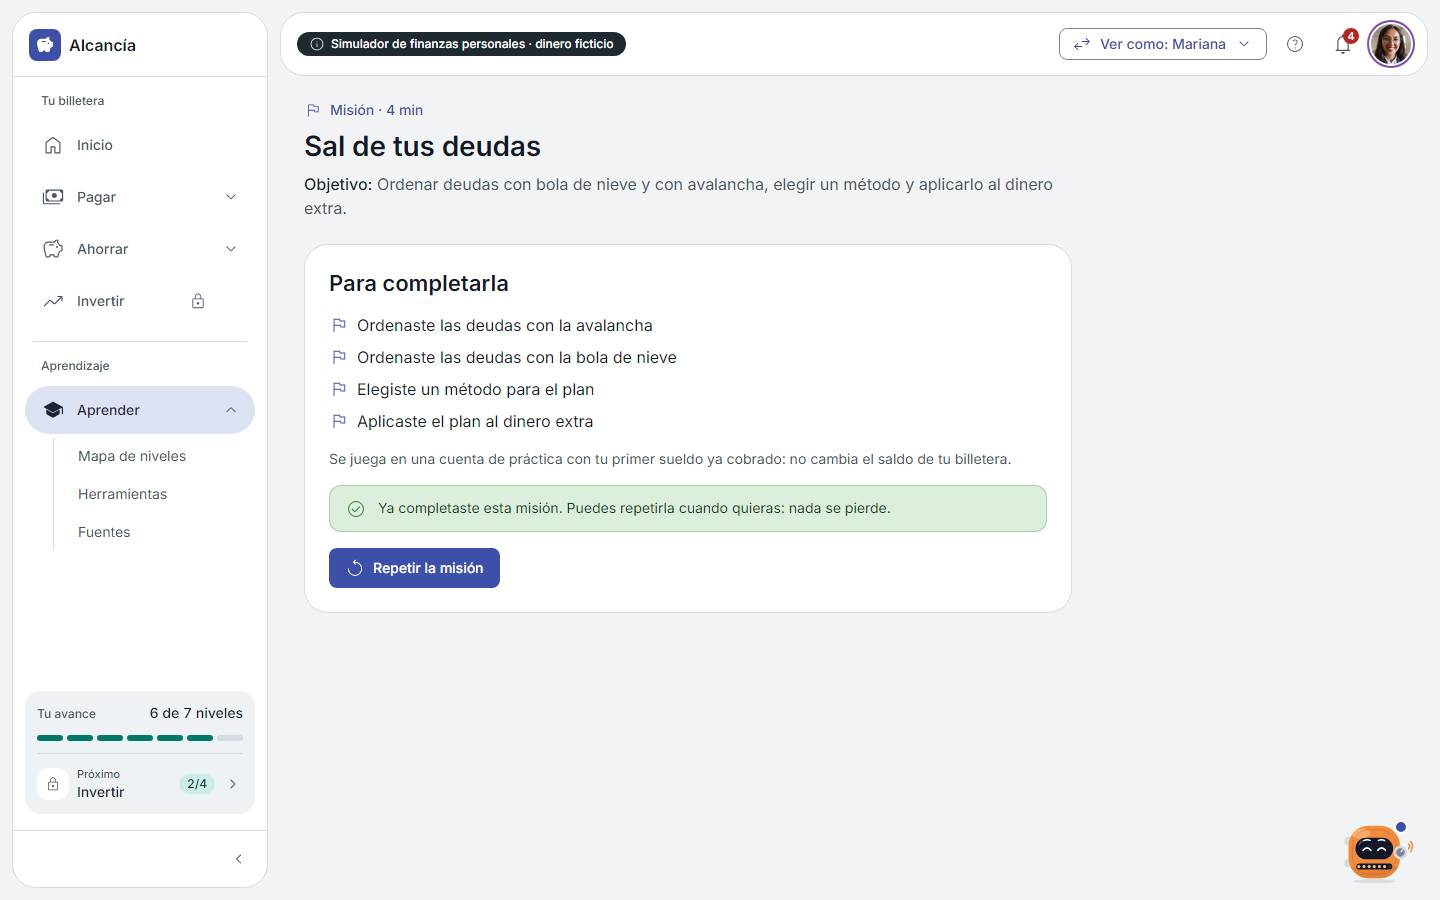 Alcancía
Tu billetera
Inicio
Pagar
Ahorrar
Invertir
Aprendizaje
Aprender
Mapa de niveles
Herramientas
Fuentes
Tu avance
6 de 7 niveles
Próximo
Invertir
2/4
Simulador de finanzas personales · dinero ficticio
Ver como: Mariana
4
Misión · 4 min
Sal de tus deudas
Objetivo: Ordenar deudas con bola de nieve y con avalancha, elegir un método y aplicarlo al dinero
extra.
Para completarla
Ordenaste las deudas con la avalancha
Ordenaste las deudas con la bola de nieve
Elegiste un método para el plan
Aplicaste el plan al dinero extra
Se juega en una cuenta de práctica con tu primer sueldo ya cobrado: no cambia el saldo de tu billetera.
Ya completaste esta misión. Puedes repetirla cuando quieras: nada se pierde.
Repetir la misión